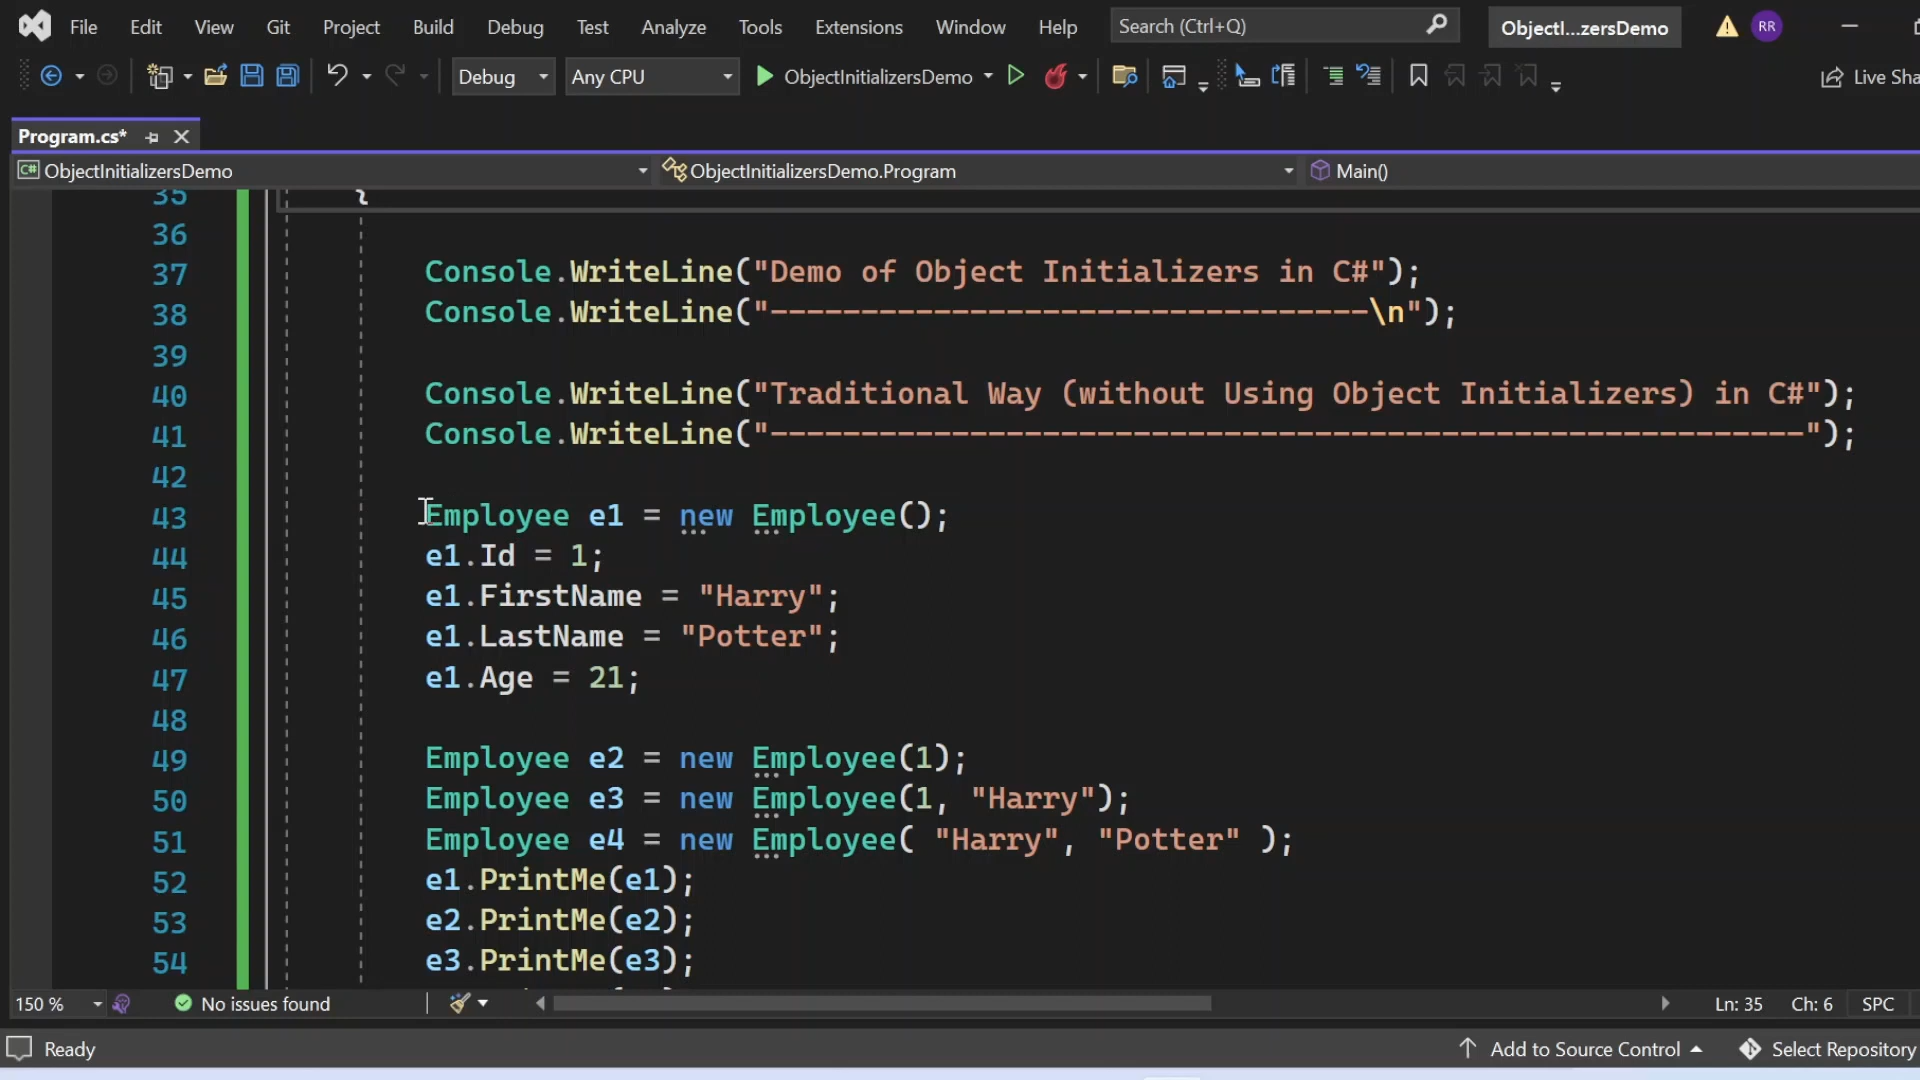 File Edit View Git Project Build Debug Test Analyze Tools Extensions Window Help Search (Ctrl+Q) ObjectI...zersDemo RR
Debug Any CPU ObjectInitializersDemo Live Sha
Program.cs*
C# ObjectInitializersDemo ObjectInitializersDemo.Program Main()
35 {
36
37 Console.WriteLine("Demo of Object Initializers in C#");
38 Console.WriteLine("---------------------------------\n");
39
40 Console.WriteLine("Traditional Way (without Using Object Initializers) in C#");
41 Console.WriteLine("---------------------------------------------------------");
42
43 Employee e1 = new Employee();
44 e1.Id = 1;
45 e1.FirstName = "Harry";
46 e1.LastName = "Potter";
47 e1.Age = 21;
48
49 Employee e2 = new Employee(1);
50 Employee e3 = new Employee(1, "Harry");
51 Employee e4 = new Employee( "Harry", "Potter" );
52 e1.PrintMe(e1);
53 e2.PrintMe(e2);
54 e3.PrintMe(e3);
150 % No issues found Ln: 35 Ch: 6 SPC
Ready Add to Source Control Select Repository